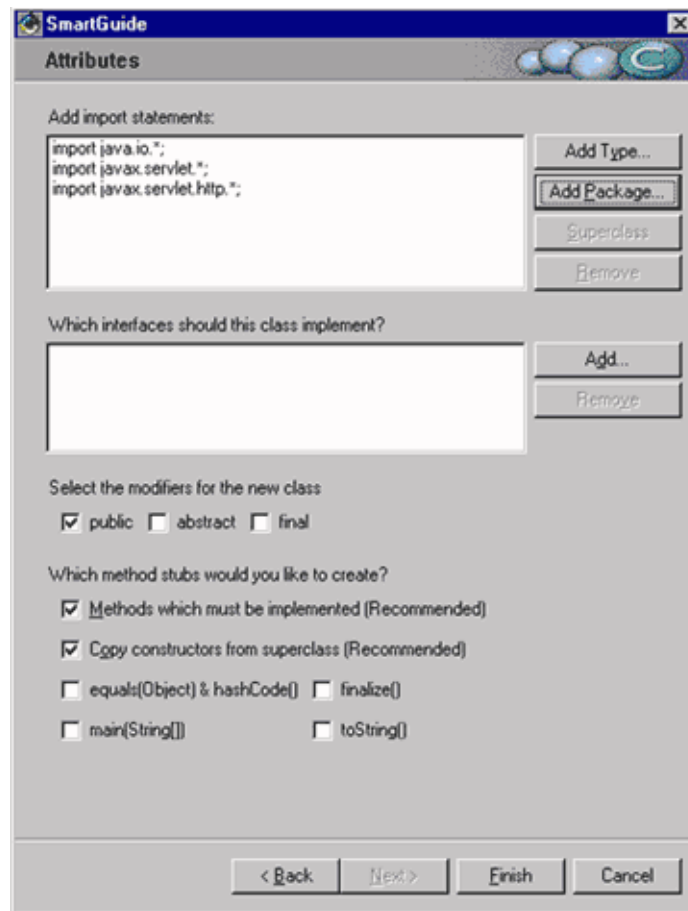 SmartGuide
Attributes
C
Add import statements:
import java.io.*;
import javax.servlet.*;
import javax.servlet.http.*;
Add Type...
Add Package...
Superclass
Remove
Which interfaces should this class implement?
Add...
Remove
Select the modifiers for the new class
public abstract final
Which method stubs would you like to create?
Methods which must be implemented (Recommended)
Copy constructors from superclass (Recommended)
equals(Object) & hashCode() finalize()
main(String[]) toString()
< Back Next > Finish Cancel